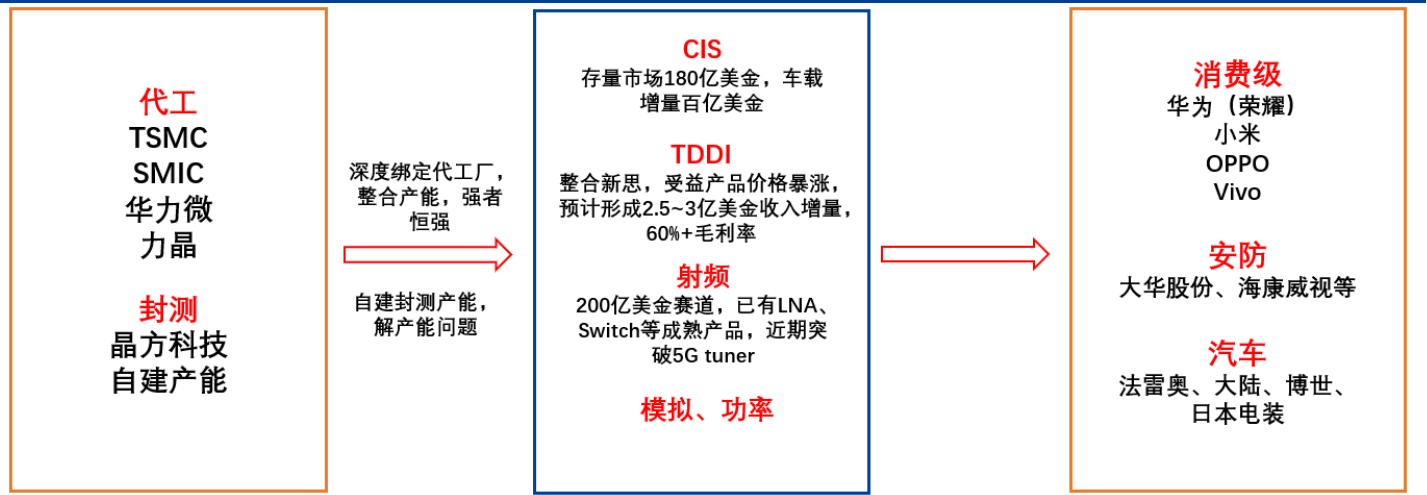 代工
TSMC
SMIC
华力微
力晶
封测
晶方科技
自建产能
深度绑定代工厂，
整合产能，强者
恒强
自建封测产能，
解产能问题
CIS
存量市场180亿美金，车载
增量百亿美金
TDDI
整合新思，受益产品价格暴涨，
预计形成2.5~3亿美金收入增量，
60%+毛利率
射频
200亿美金赛道，已有LNA、
Switch等成熟产品，近期突
破5G tuner
模拟、功率
消费级
华为（荣耀）
小米
OPPO
Vivo
安防
大华股份、海康威视等
汽车
法雷奥、大陆、博世、
日本电装